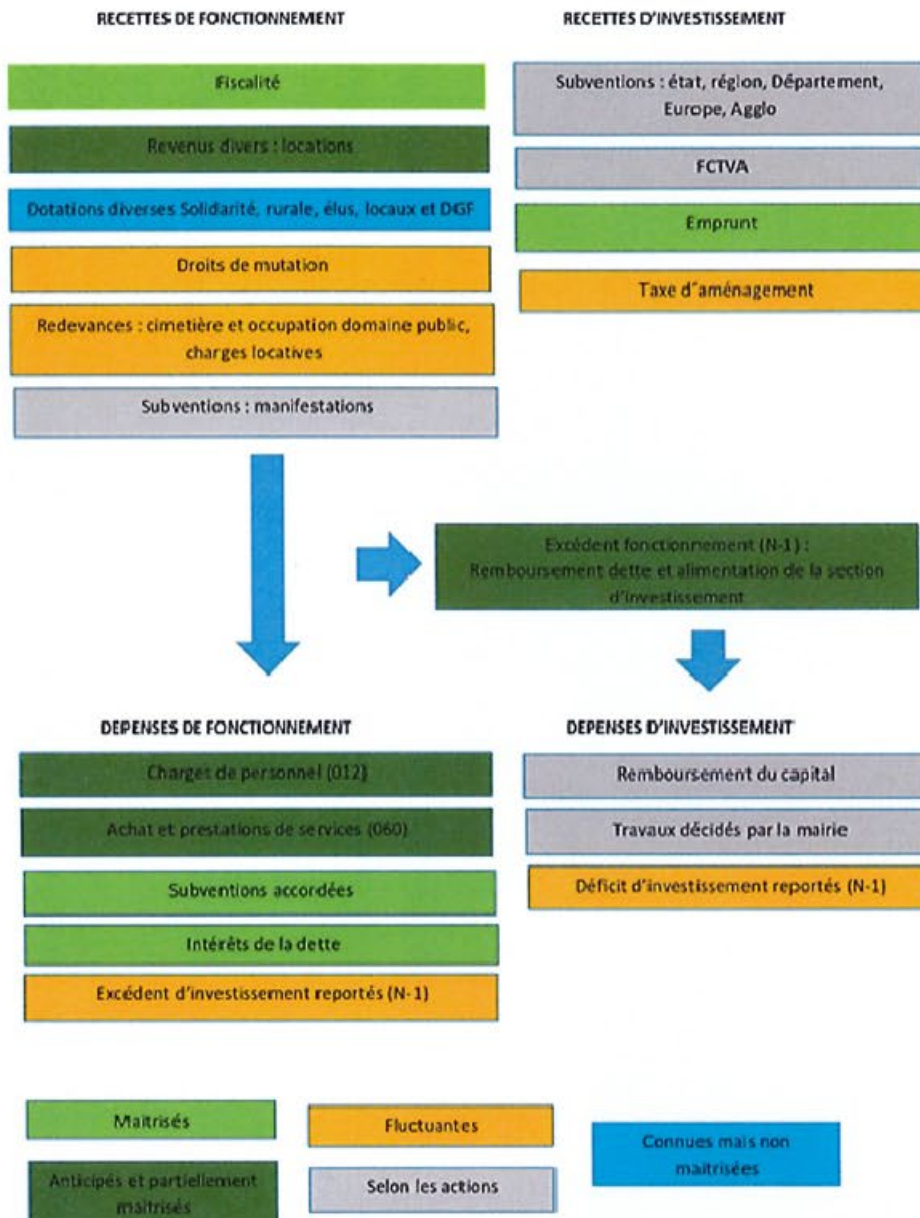 RECETTES DE FONCTIONNEMENT
Fiscalité
Revenus divers : locations
Dotations diverses Solidarité, rurale, élus, locaux et DGF
Droits de mutation
Redevances : cimetière et occupation domaine public,
charges locatives
Subventions : manifestations
RECETTES D'INVESTISSEMENT
Subventions : état, région, Département,
Europe, Agglo
FCTVA
Emprunt
Taxe d'aménagement
Excédent fonctionnement (N-1) :
Remboursement dette et alimentation de la section
d'investissement
DEPENSES DE FONCTIONNEMENT
Charges de personnel (012)
Achat et prestations de services (060)
Subventions accordées
Intérêts de la dette
Excédent d'investissement reportés (N-1)
DEPENSES D'INVESTISSEMENT
Remboursement du capital
Travaux décidés par la mairie
Déficit d'investissement reportés (N-1)
Maitrisés
Fluctuantes
Connues mais non
maitrisées
Anticipés et partiellement
maitrisés
Selon les actions